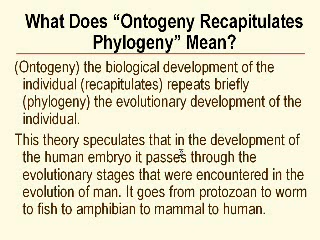 What Does “Ontogeny Recapitulates
Phylogeny” Mean?
(Ontogeny) the biological development of the
individual (recapitulates) repeats briefly
(phylogeny) the evolutionary development of the
individual.
This theory speculates that in the development of
the human embryo it passes through the
evolutionary stages that were encountered in the
evolution of man. It goes from protozoan to worm
to fish to amphibian to mammal to human.